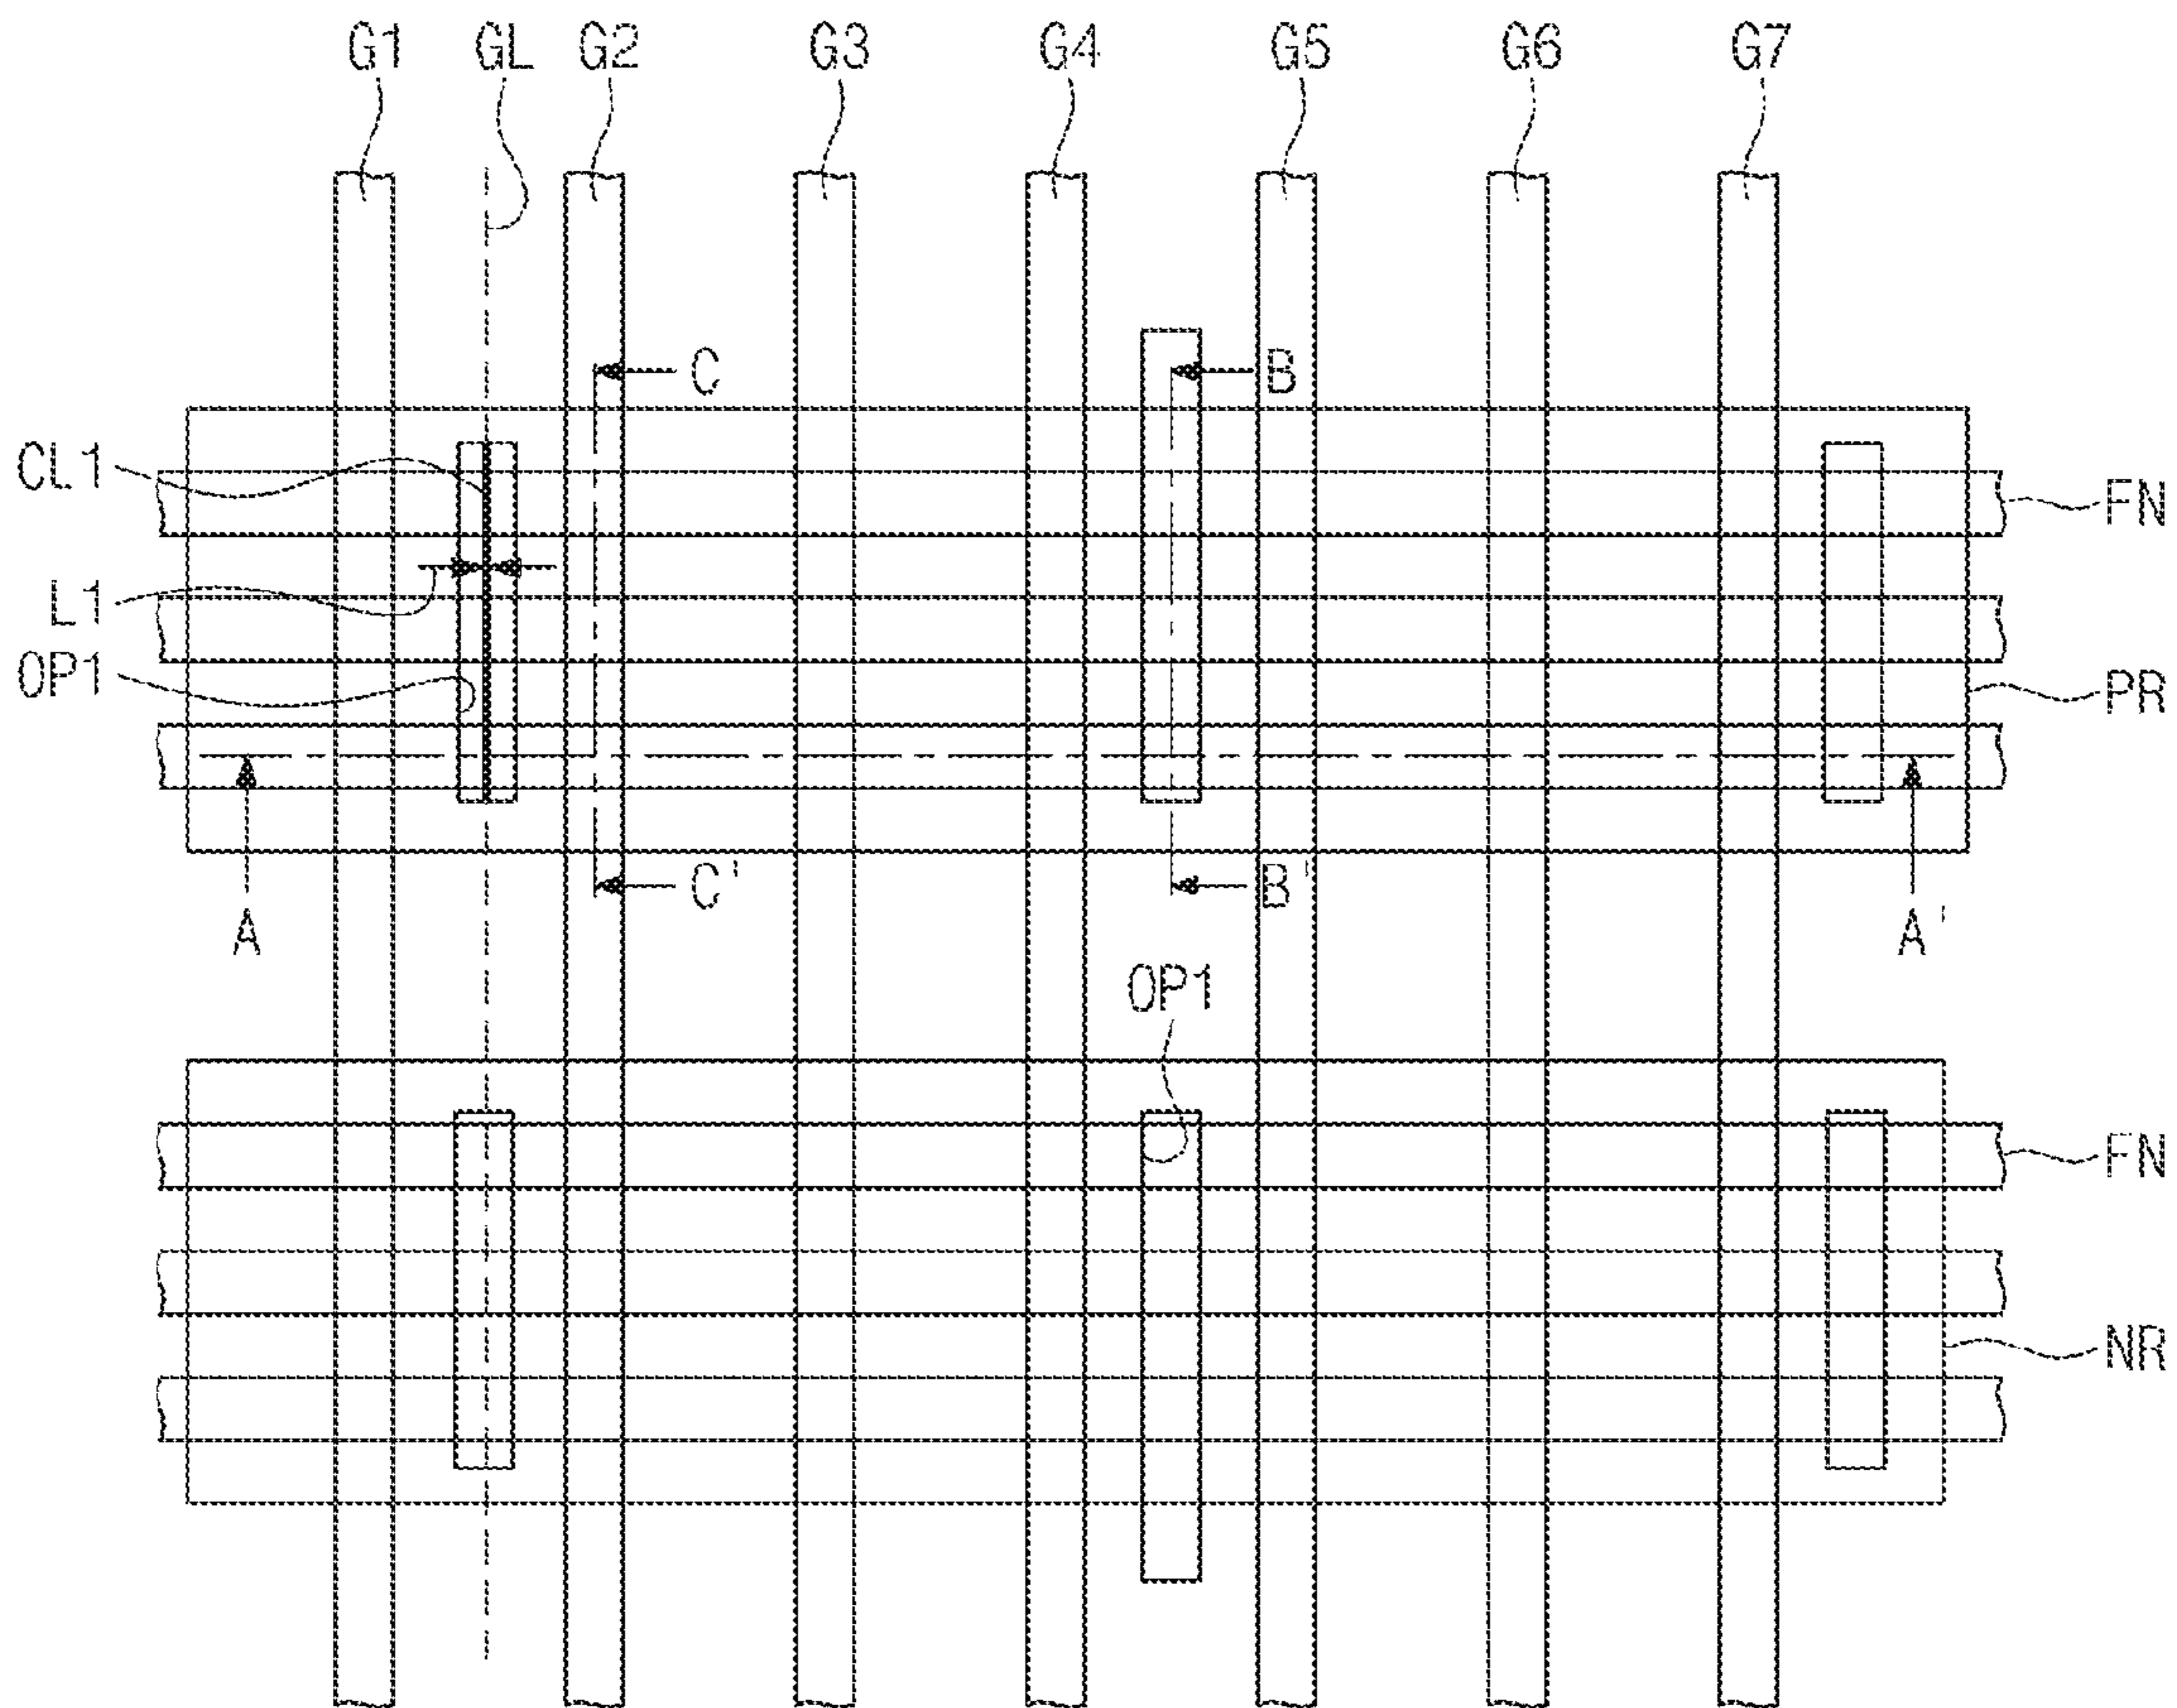 G1 GL G2 G3 G4 G5 G6 G7
C B
CL1 FN
L1
OP1 PR
C' B'
A A'
OP1
FN
NR